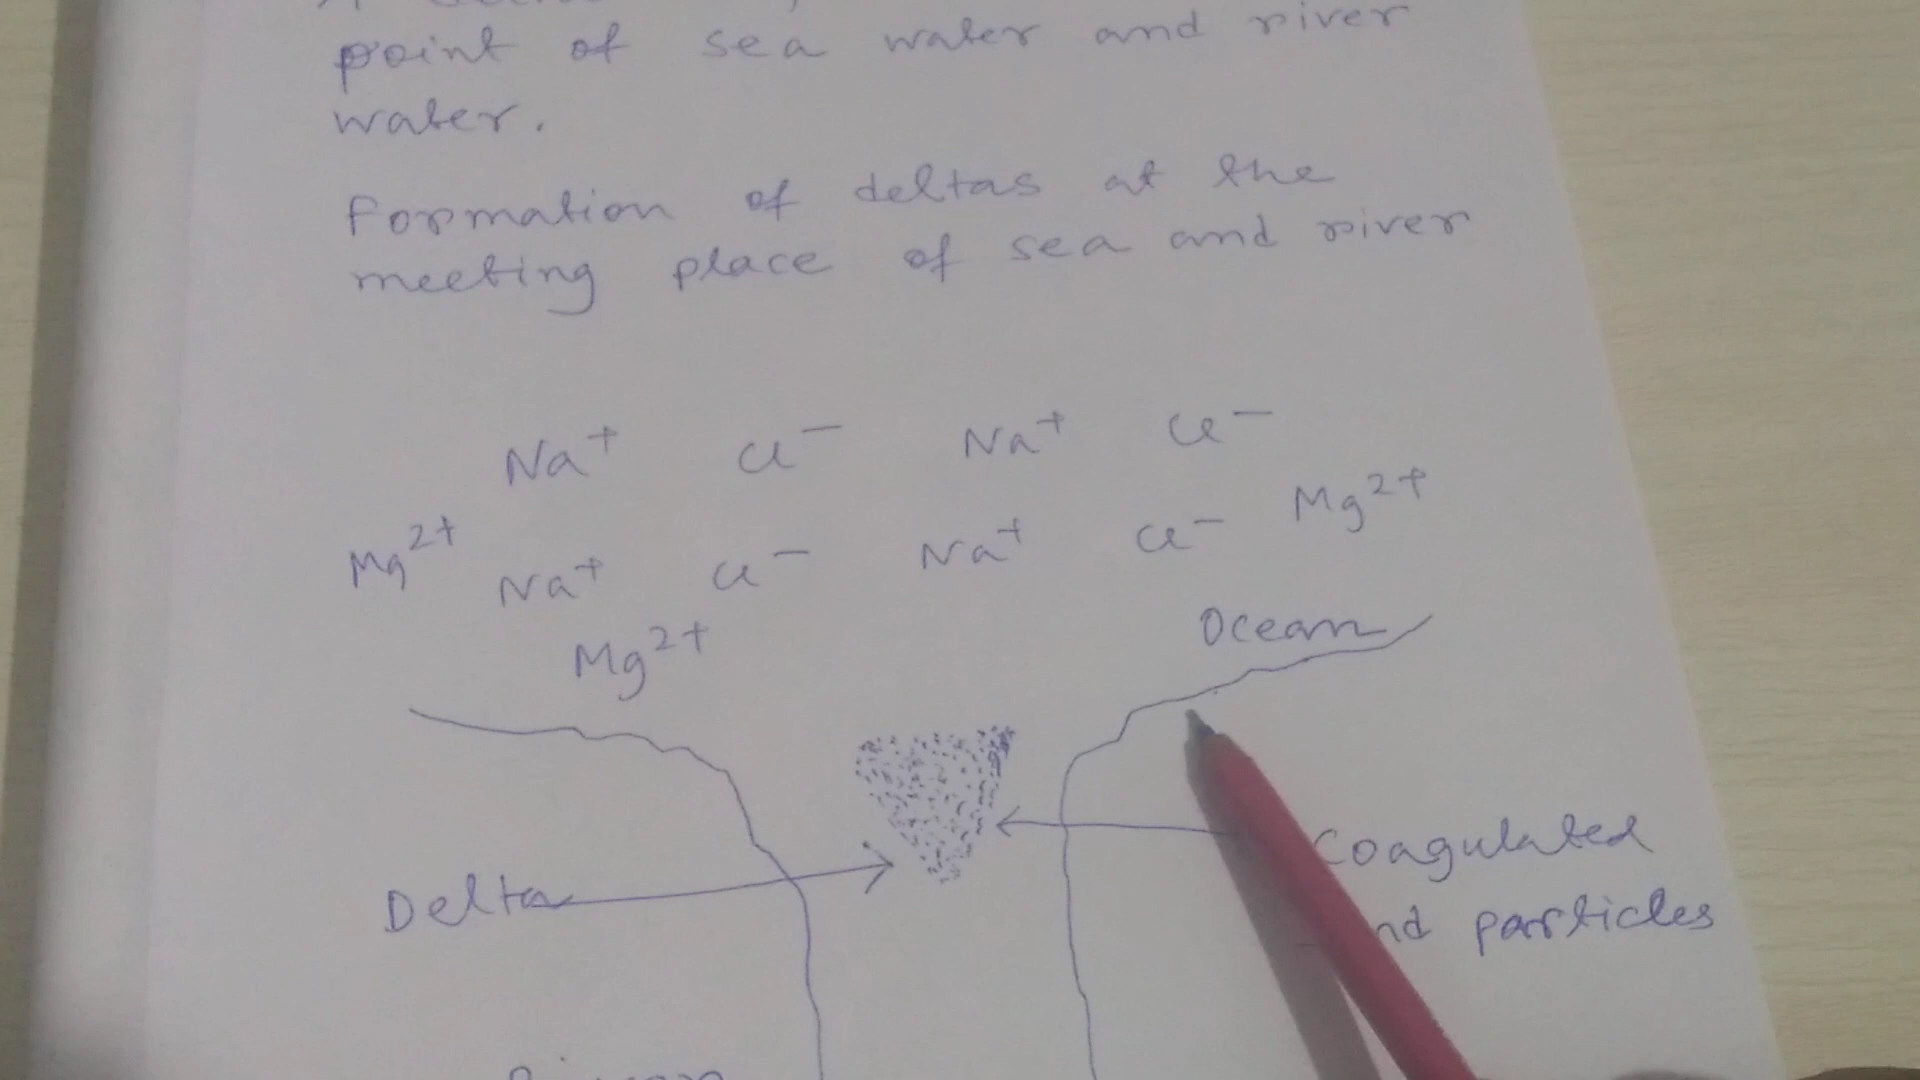 point of sea water and river
water.
Formation of deltas at the
meeting place of sea and river
Na+ Cl- Na+ Cl-
Mg2+ Na+ Cl- Na+ Cl- Mg2+
Mg2+
Ocean
Delta
Coagulated
particles